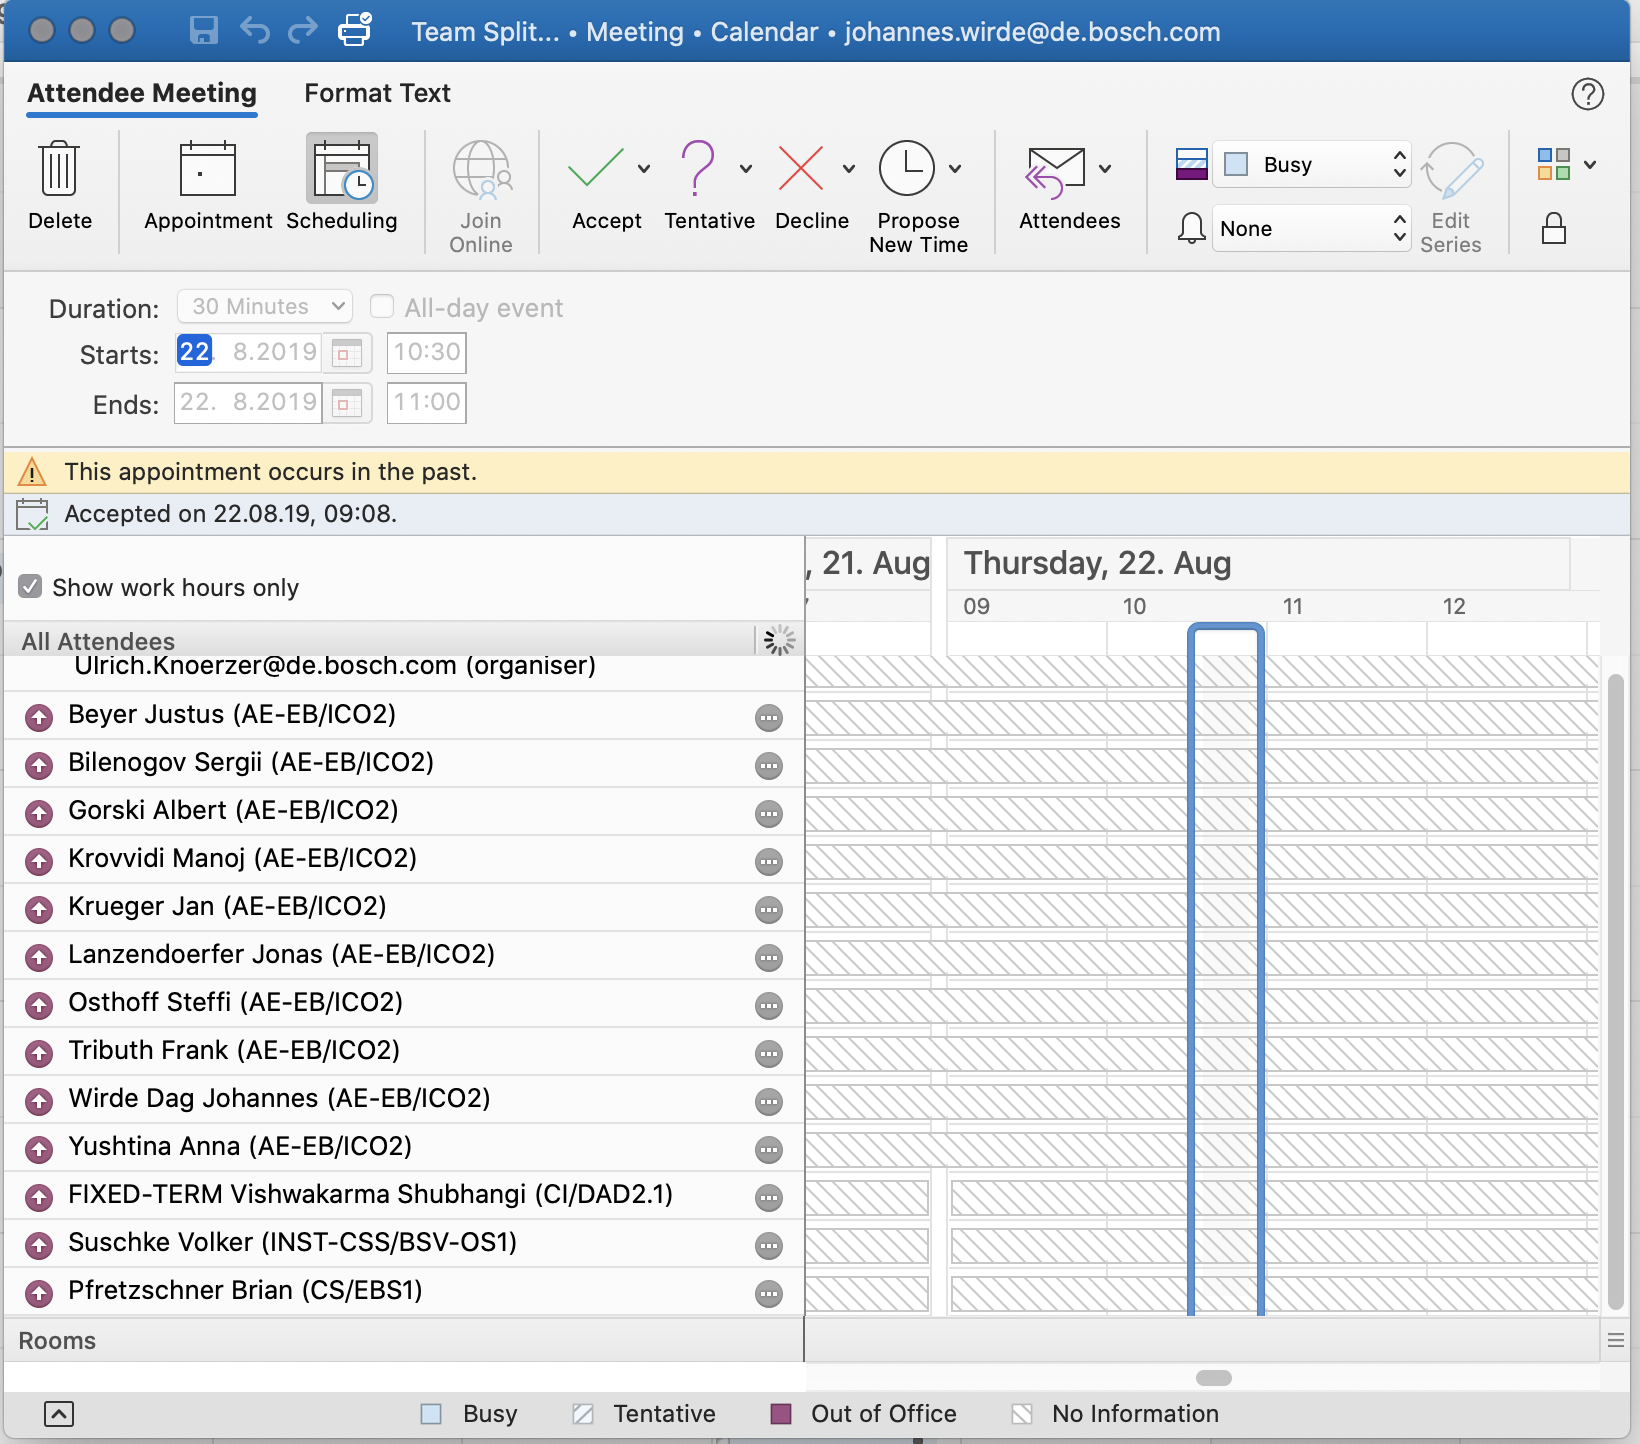 Team Split... • Meeting • Calendar • johannes.wirde@de.bosch.com
Attendee Meeting Format Text
Delete Appointment Scheduling Join Online Accept Tentative Decline Propose New Time Attendees Busy None Edit Series
Duration: 30 Minutes All-day event
Starts: 22. 8.2019 10:30
Ends: 22. 8.2019 11:00
This appointment occurs in the past.
Accepted on 22.08.19, 09:08.
, 21. Aug Thursday, 22. Aug
Show work hours only
09 10 11 12
All Attendees
Ulrich.Knoerzer@de.bosch.com (organiser)
Beyer Justus (AE-EB/ICO2)
Bilenogov Sergii (AE-EB/ICO2)
Gorski Albert (AE-EB/ICO2)
Krovvidi Manoj (AE-EB/ICO2)
Krueger Jan (AE-EB/ICO2)
Lanzendoerfer Jonas (AE-EB/ICO2)
Osthoff Steffi (AE-EB/ICO2)
Tributh Frank (AE-EB/ICO2)
Wirde Dag Johannes (AE-EB/ICO2)
Yushtina Anna (AE-EB/ICO2)
FIXED-TERM Vishwakarma Shubhangi (CI/DAD2.1)
Suschke Volker (INST-CSS/BSV-OS1)
Pfretzschner Brian (CS/EBS1)
Rooms
Busy Tentative Out of Office No Information